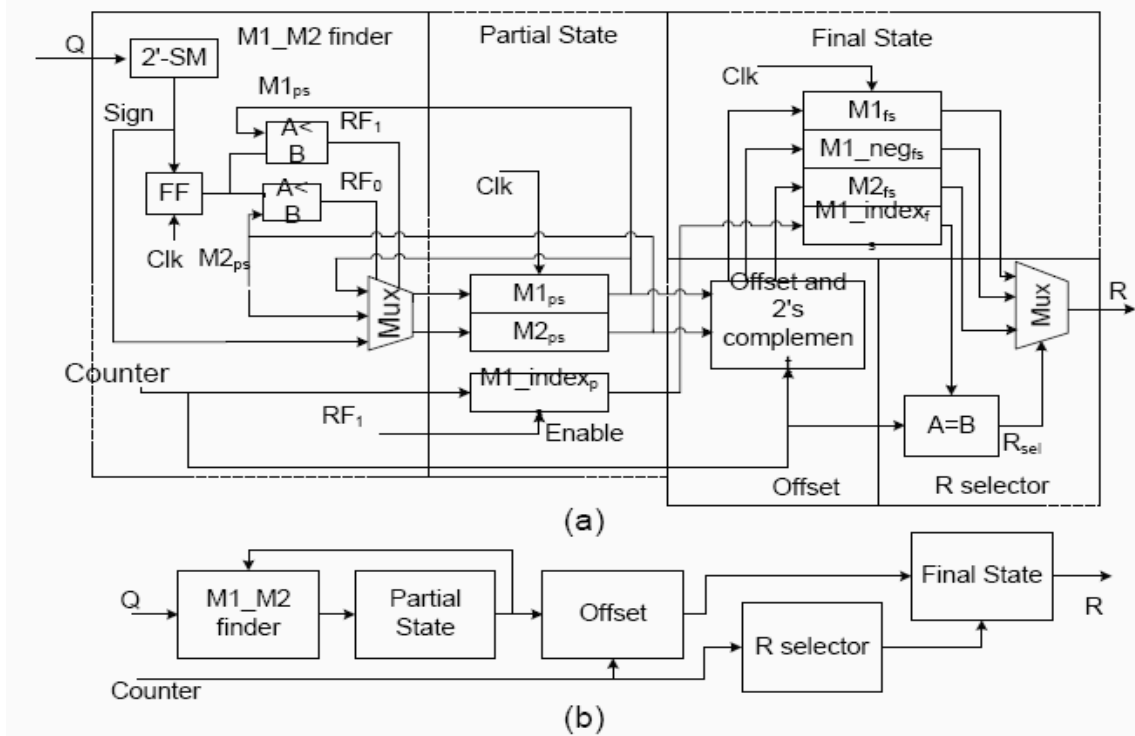 M1_M2 finder
Partial State
Final State
Q
2'-SM
Clk
M1ps
Sign
A<
B
RF1
M1fs
M1_negfs
M2fs
M1_indexf
s
FF
A<
B
RF0
Clk
Clk
M2ps
Mux
M1ps
M2ps
Offset and
2's
complemen
t
Mux
R
Counter
M1_indexp
s
RF1
Enable
A=B
Rsel
Offset
R selector
(a)
Q
M1_M2
finder
Partial
State
Offset
Final State
R
R selector
Counter
(b)